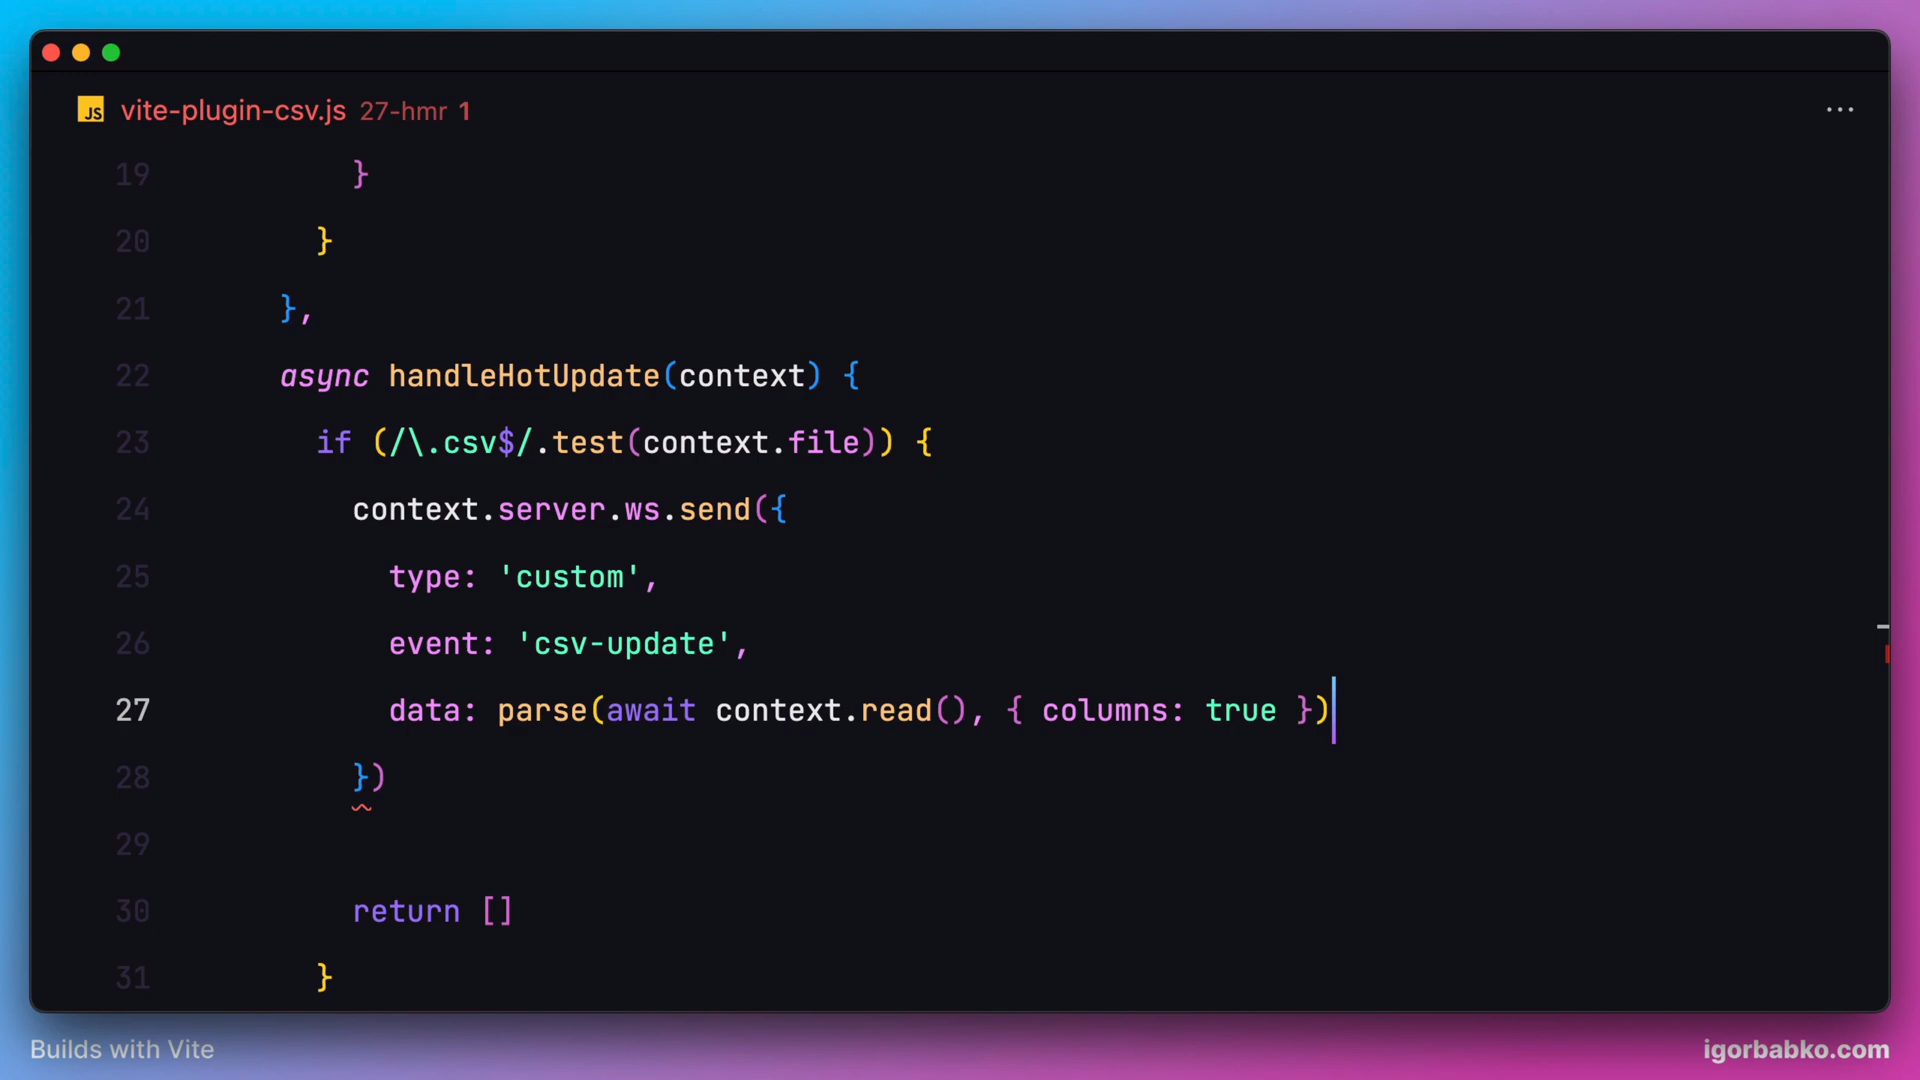 JS vite-plugin-csv.js 27-hmr 1 ...
19 }
20 }
21 },
22 async handleHotUpdate(context) {
23 if (/\.csv$/.test(context.file)) {
24 context.server.ws.send({
25 type: 'custom',
26 event: 'csv-update',
27 data: parse(await context.read(), { columns: true })
28 })
29
30 return []
31 }
Builds with Vite
igorbabko.com